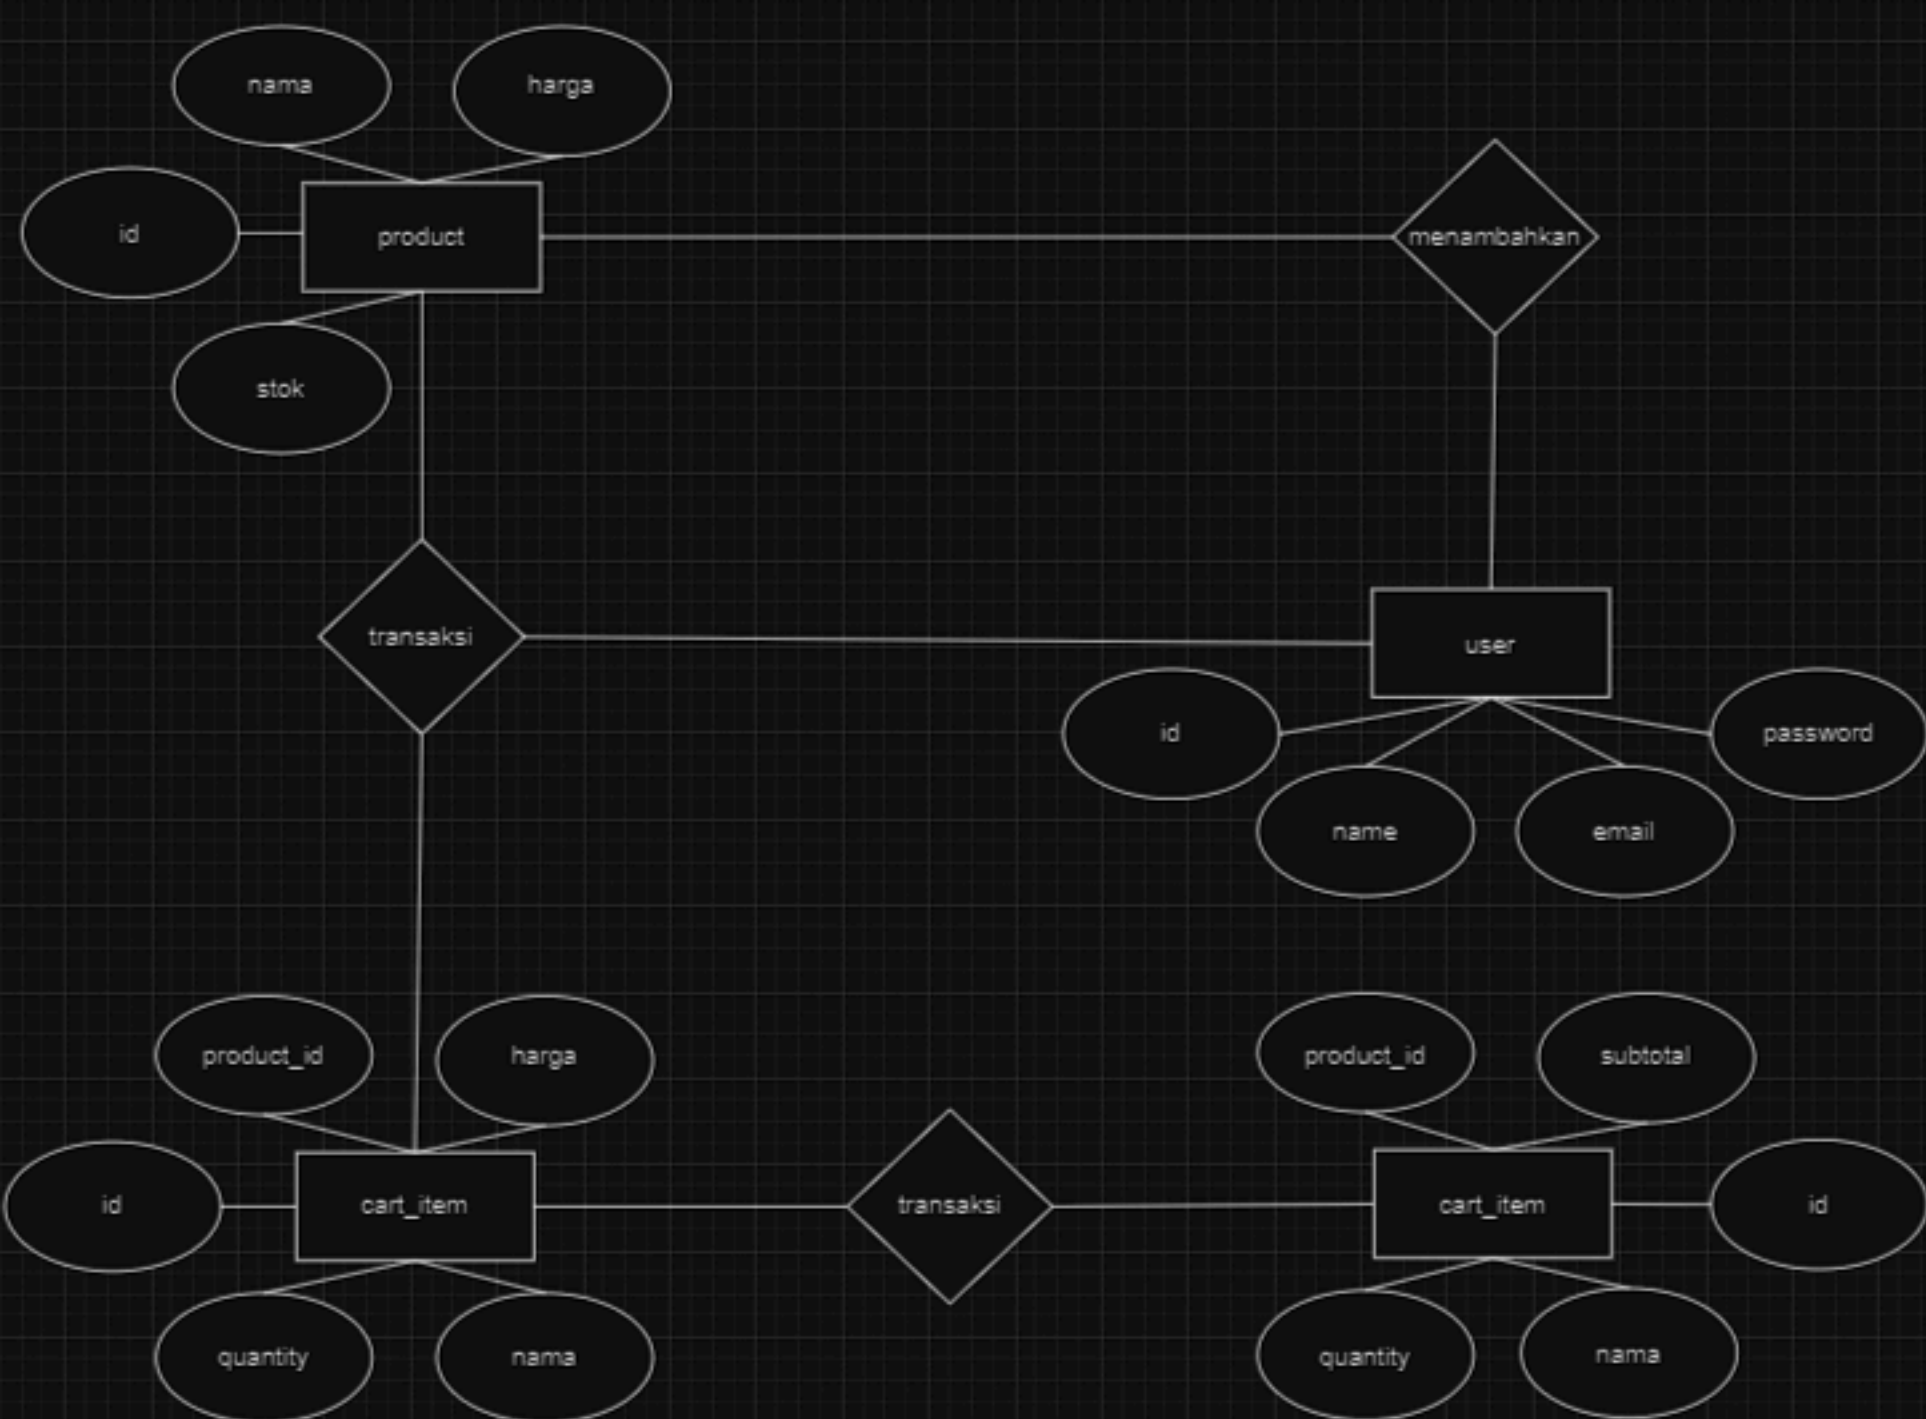 nama
harga
id
product
menambahkan
stok
transaksi
user
id
password
name
email
product_id
harga
product_id
subtotal
id
cart_item
transaksi
cart_item
id
quantity
nama
quantity
nama